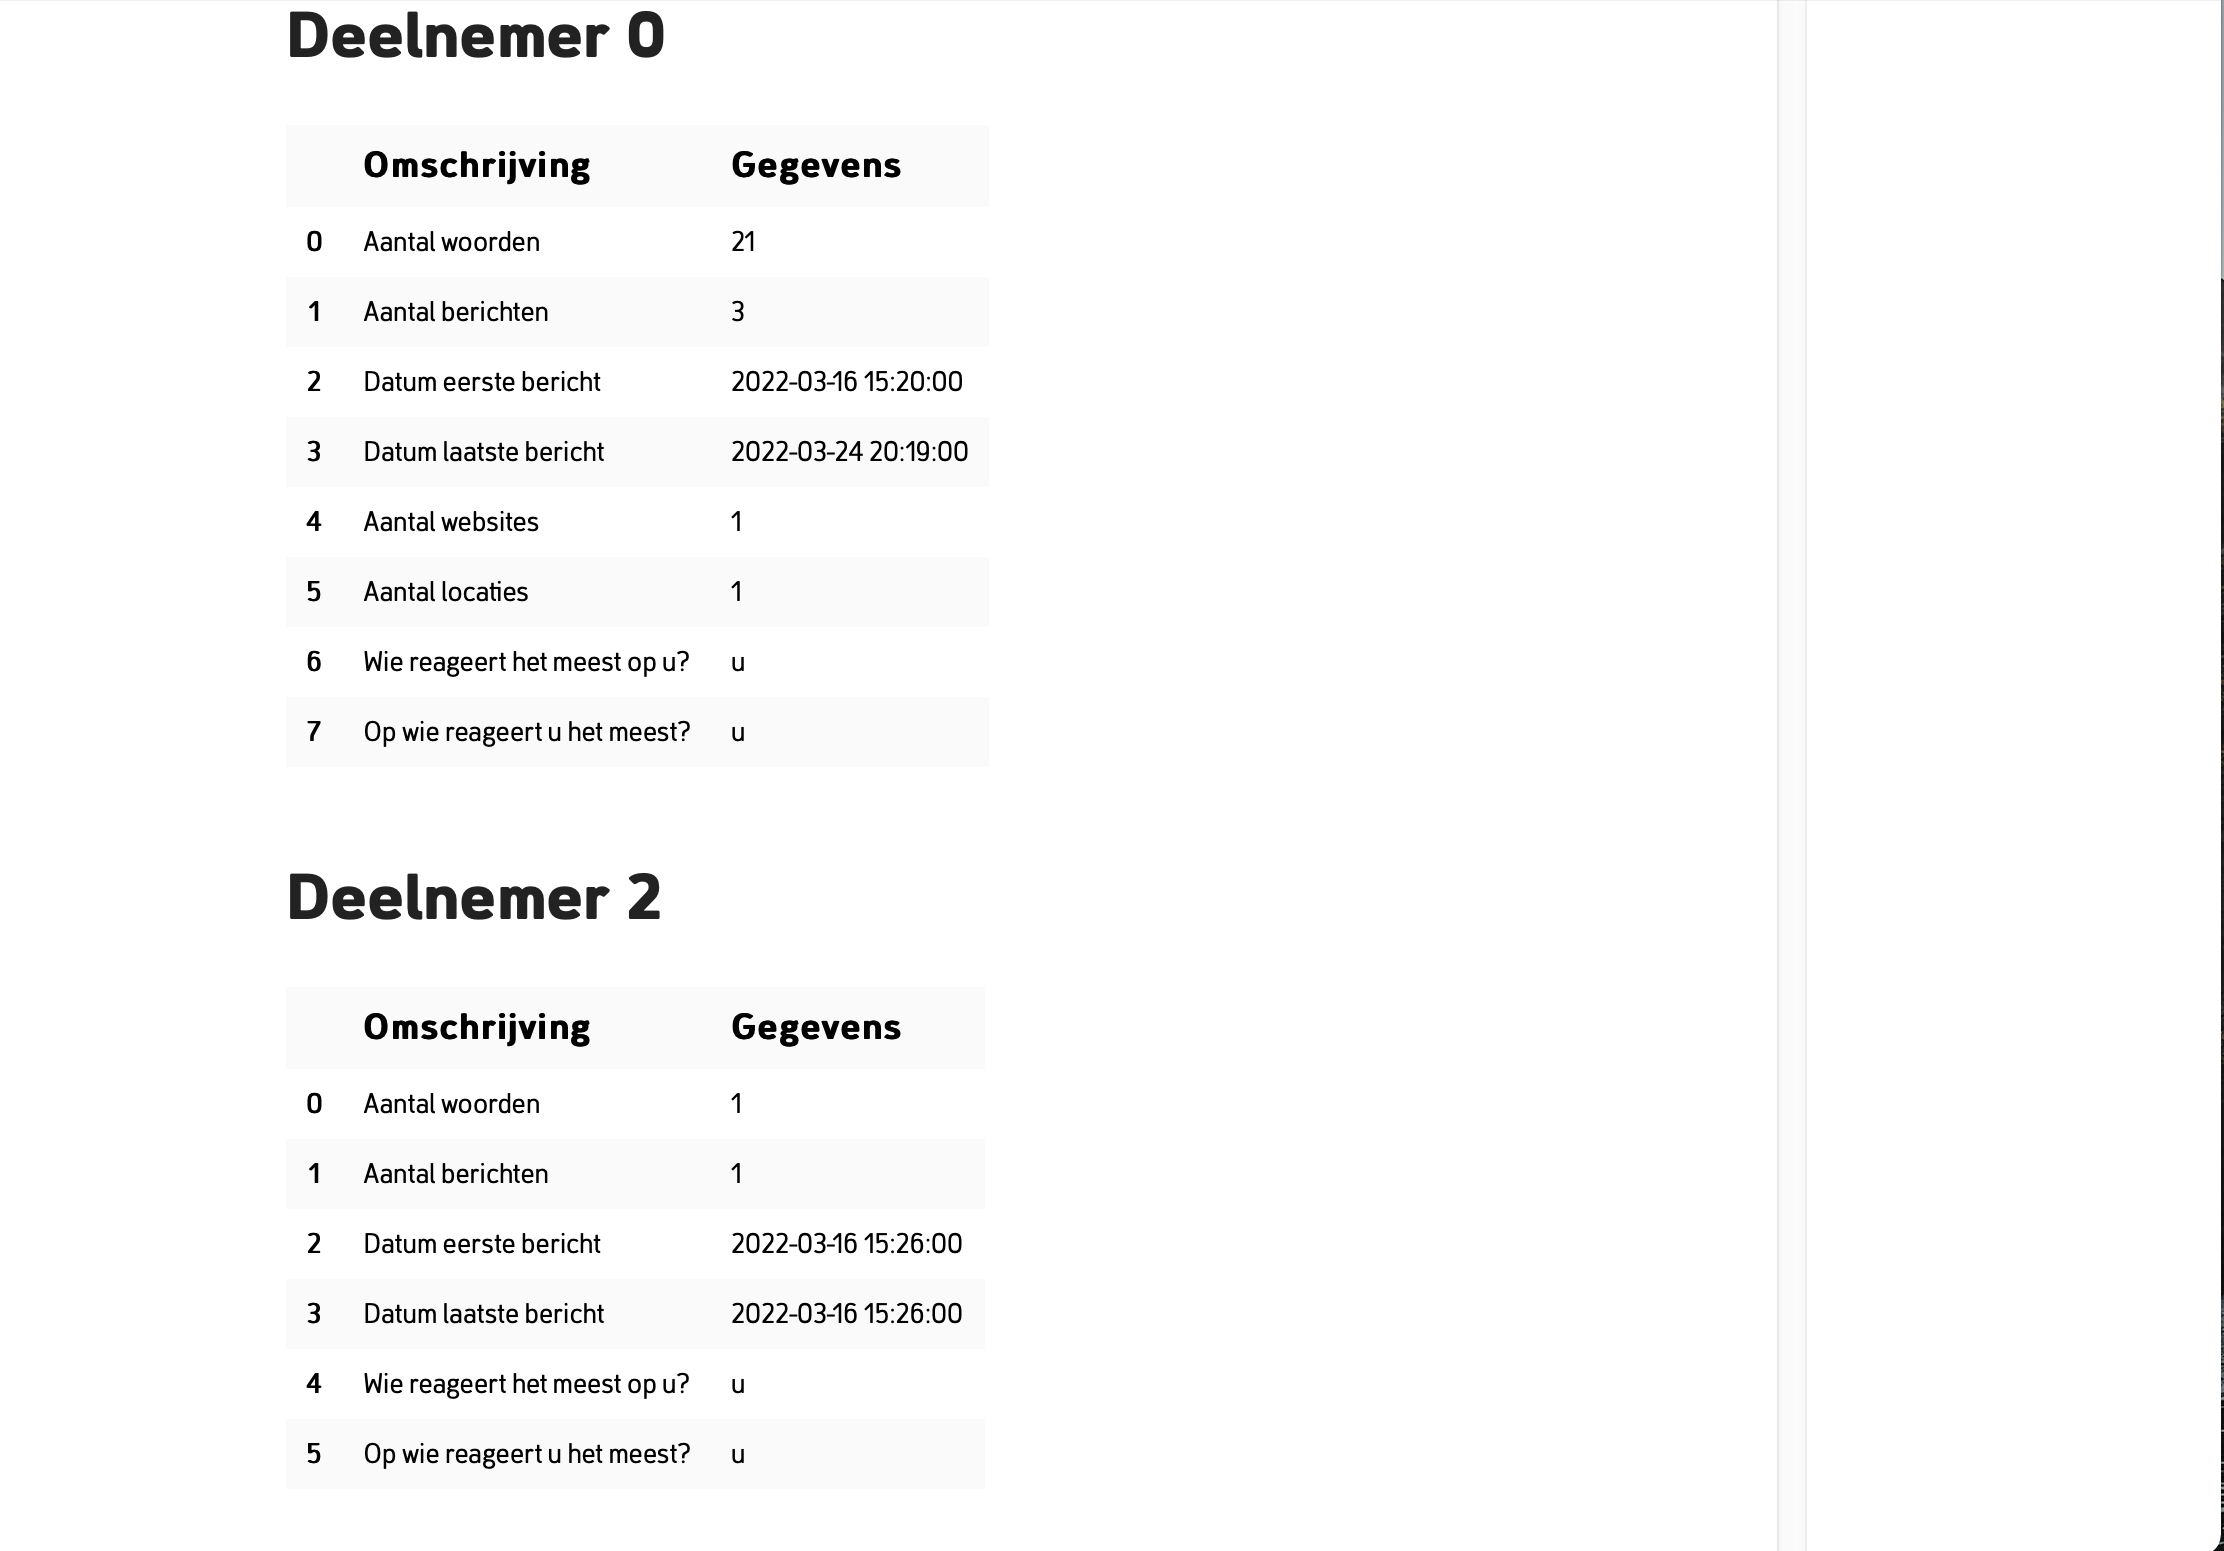 Deelnemer 0
Omschrijving Gegevens
0 Aantal woorden 21
1 Aantal berichten 3
2 Datum eerste bericht 2022-03-16 15:20:00
3 Datum laatste bericht 2022-03-24 20:19:00
4 Aantal websites 1
5 Aantal locaties 1
6 Wie reageert het meest op u? u
7 Op wie reageert u het meest? u
Deelnemer 2
Omschrijving Gegevens
0 Aantal woorden 1
1 Aantal berichten 1
2 Datum eerste bericht 2022-03-16 15:26:00
3 Datum laatste bericht 2022-03-16 15:26:00
4 Wie reageert het meest op u? u
5 Op wie reageert u het meest? u